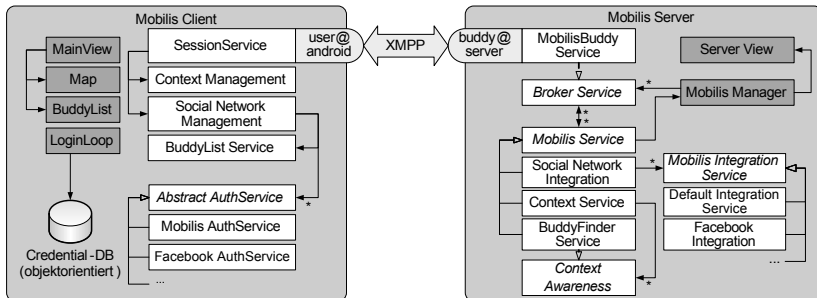 Mobilis Client
MainView
Map
BuddyList
LoginLoop
Credential -DB
(objektorientiert )
SessionService
Context Management
Social Network
Management
BuddyList Service
Abstract AuthService
*
Mobilis AuthService
Facebook AuthService
...
user@
android
XMPP
buddy@
server
Mobilis Server
MobilisBuddy
Service
Broker Service
*
*
*
Mobilis Service
Social Network
Integration
*
Context Service
BuddyFinder
Service
Context
Awareness
*
Server View
Mobilis Manager
Mobilis Integration
Service
Default Integration
Service
Facebook
Integration
...